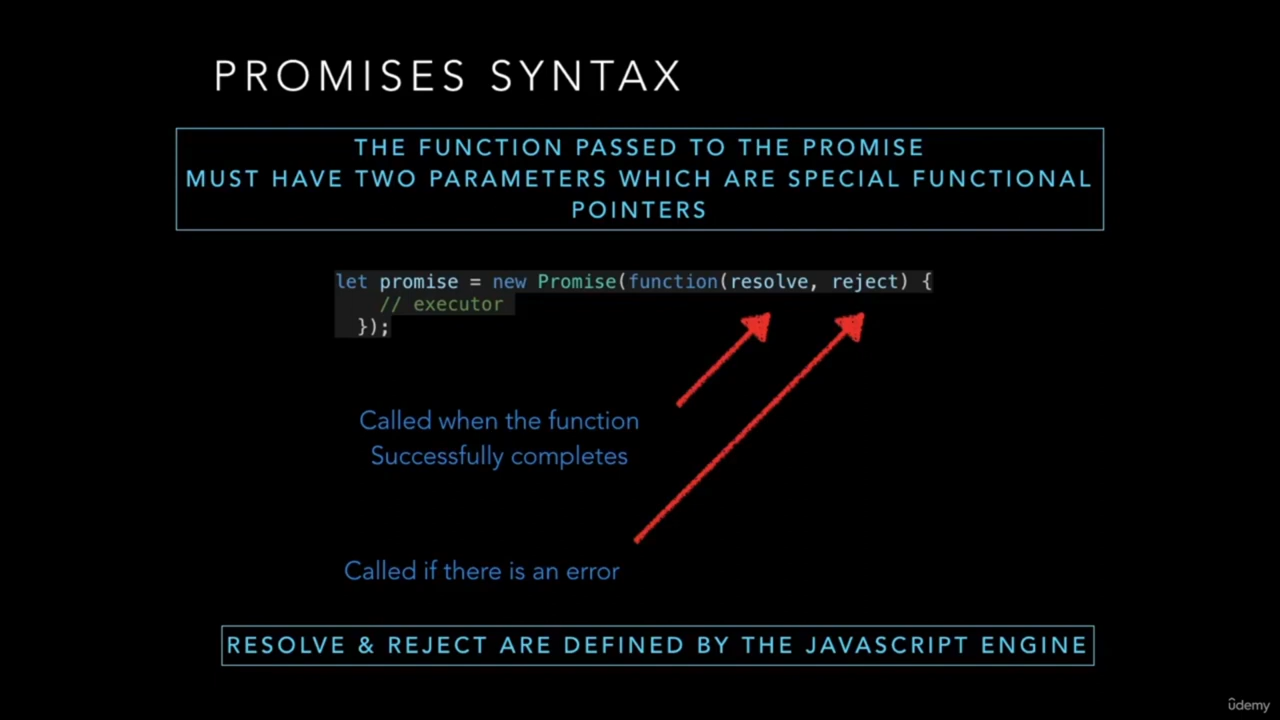 PROMISES SYNTAX
THE FUNCTION PASSED TO THE PROMISE
MUST HAVE TWO PARAMETERS WHICH ARE SPECIAL FUNCTIONAL
POINTERS
let promise = new Promise(function(resolve, reject) {
// executor
});
Called when the function
Successfully completes
Called if there is an error
RESOLVE & REJECT ARE DEFINED BY THE JAVASCRIPT ENGINE
ûdemy